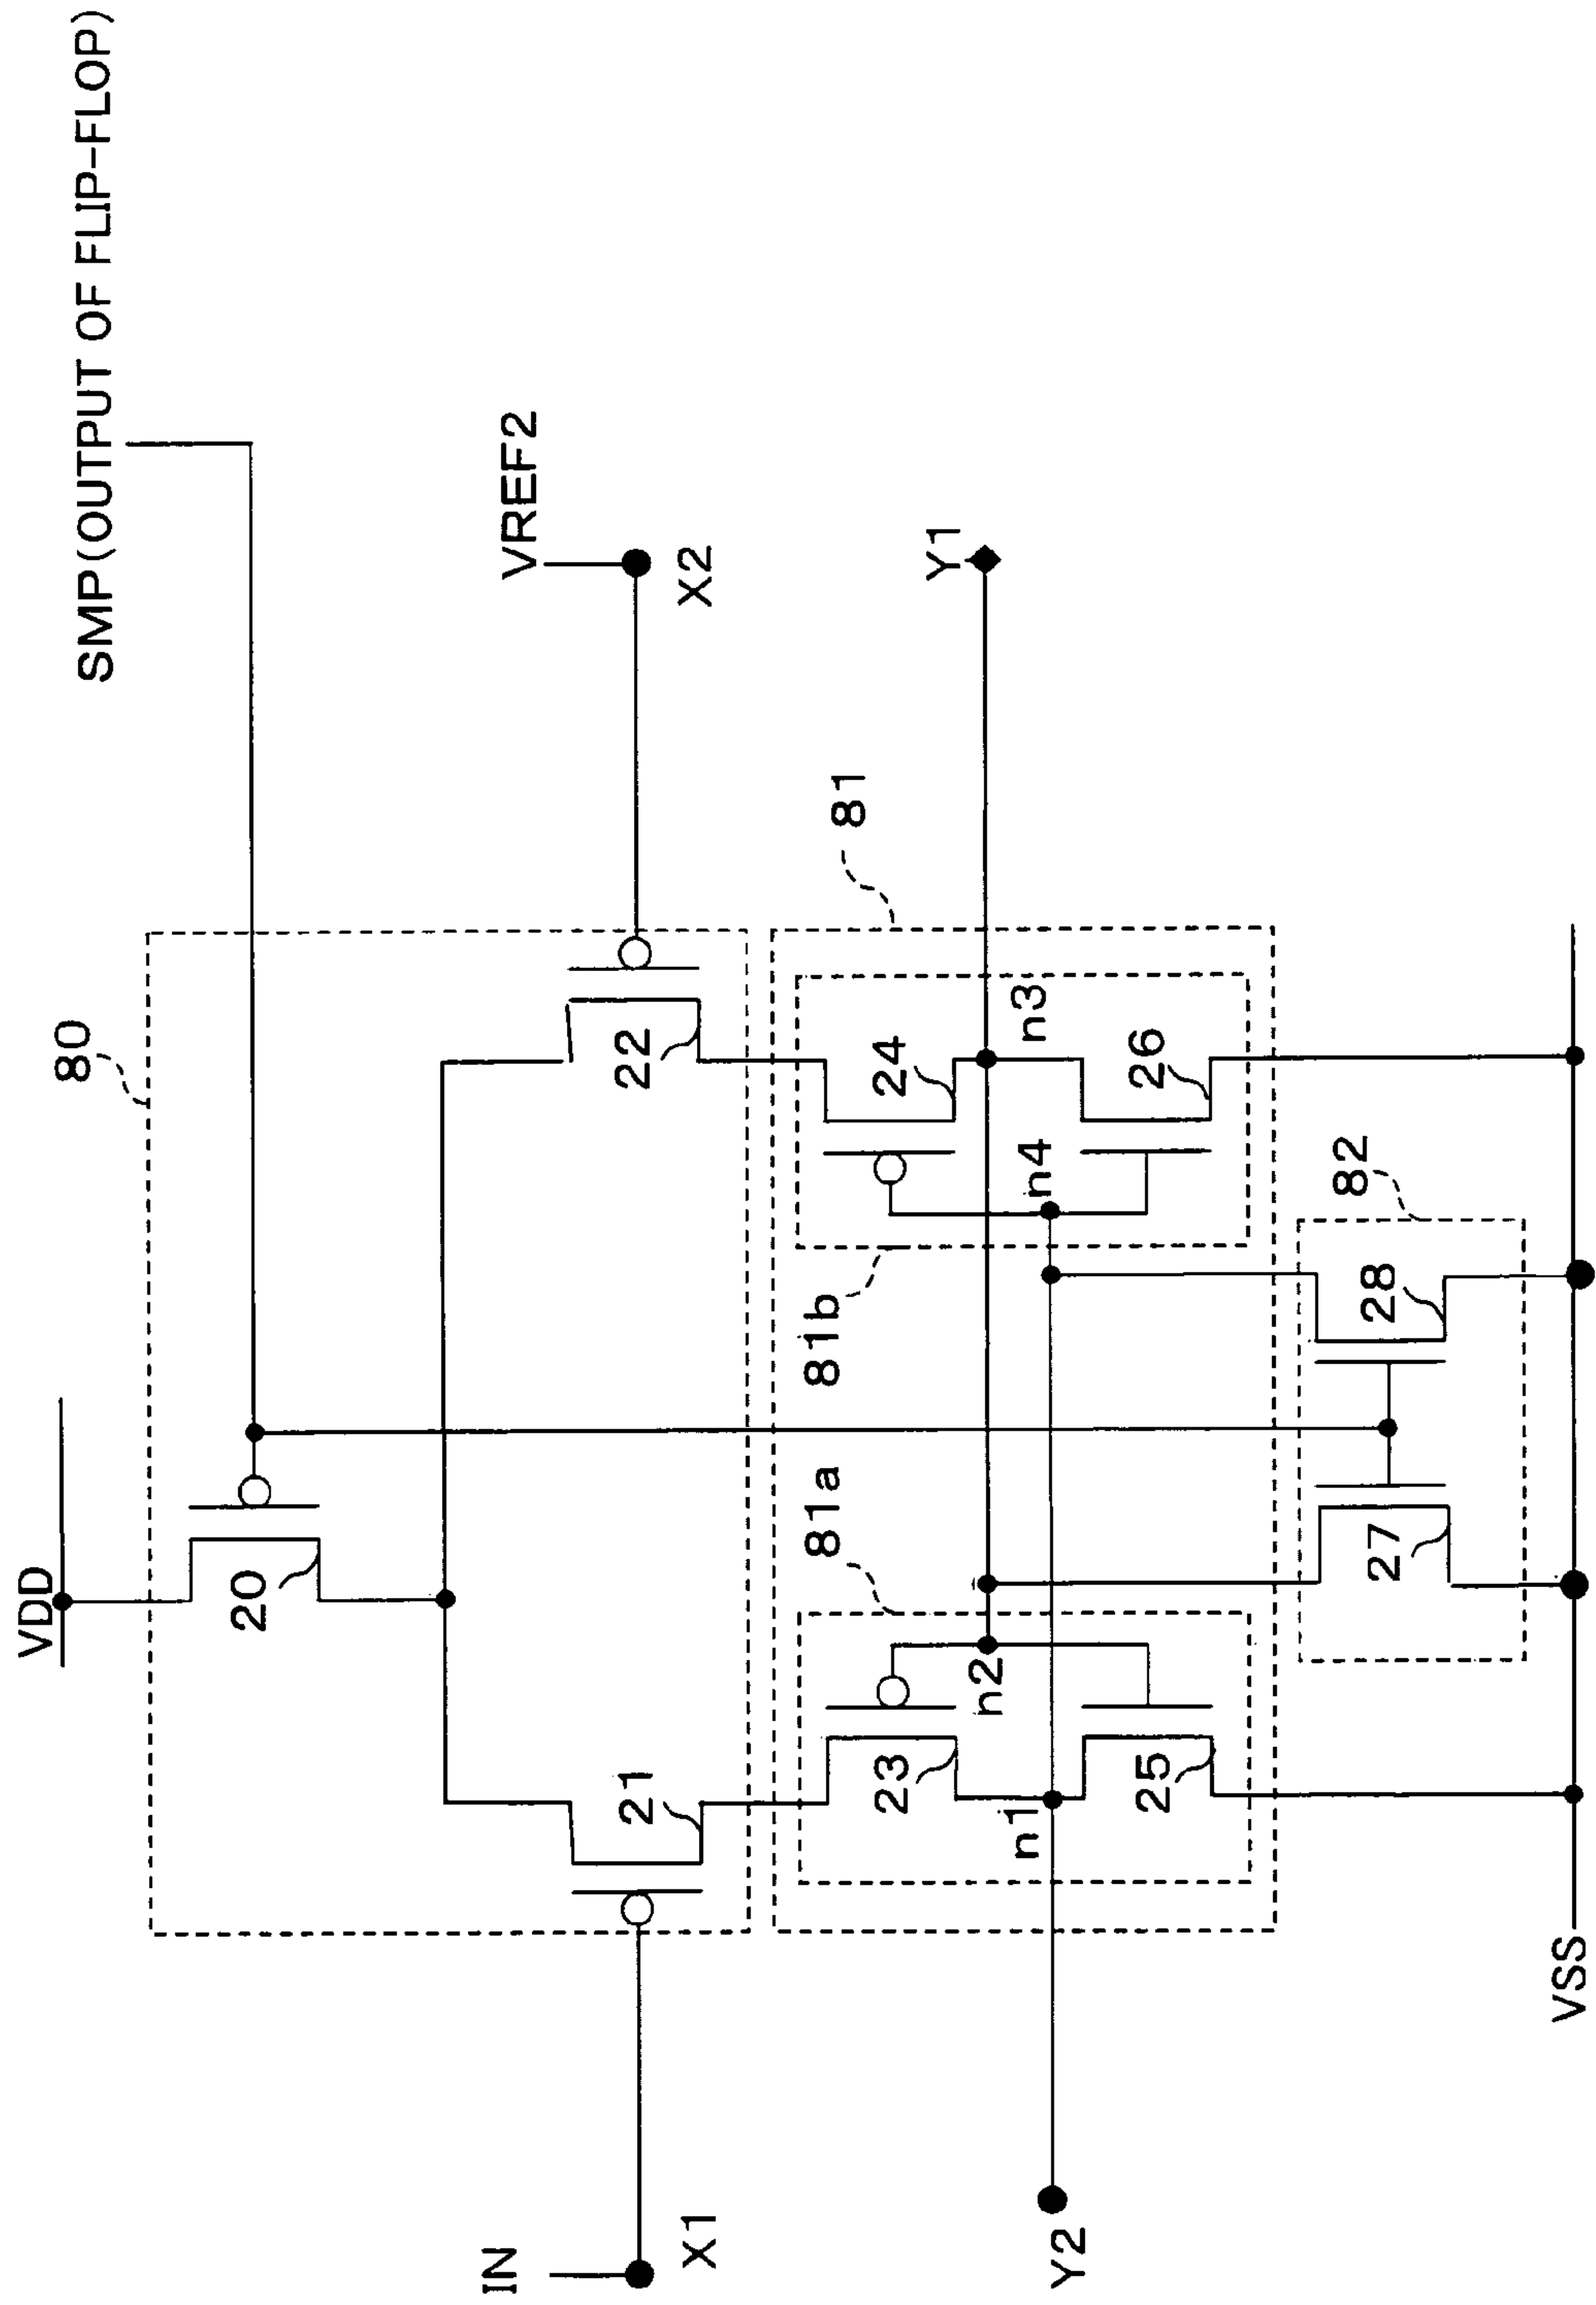 SMP(OUTPUT OF FLIP-FLOP)
VDD
80
20
VREF2
X2
IN
X1
21
22
81
81a
81b
23
24
n2
n4
n3
Y1
Y2
n1
25
26
82
27
28
VSS